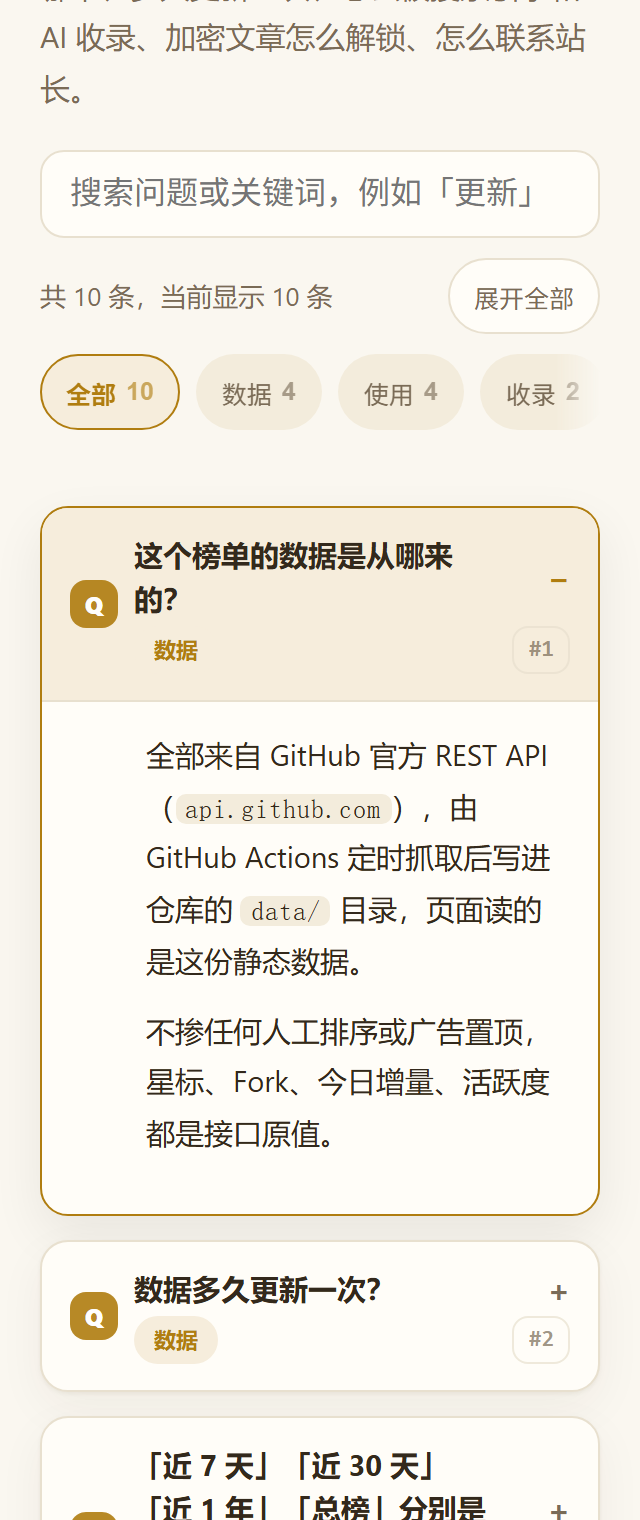 AI 收录、加密文章怎么解锁、怎么联系站
长。
搜索问题或关键词，例如「更新」
共 10 条，当前显示 10 条
展开全部
全部 10
数据 4
使用 4
收录 2
Q
这个榜单的数据是从哪来
的？
−
数据
#1
全部来自 GitHub 官方 REST API
（api.github.com），由
GitHub Actions 定时抓取后写进
仓库的 data/ 目录，页面读的
是这份静态数据。
不掺任何人工排序或广告置顶，
星标、Fork、今日增量、活跃度
都是接口原值。
Q
数据多久更新一次？
+
数据
#2
「近 7 天」「近 30 天」
「近 1 年」「总榜」分别是
+